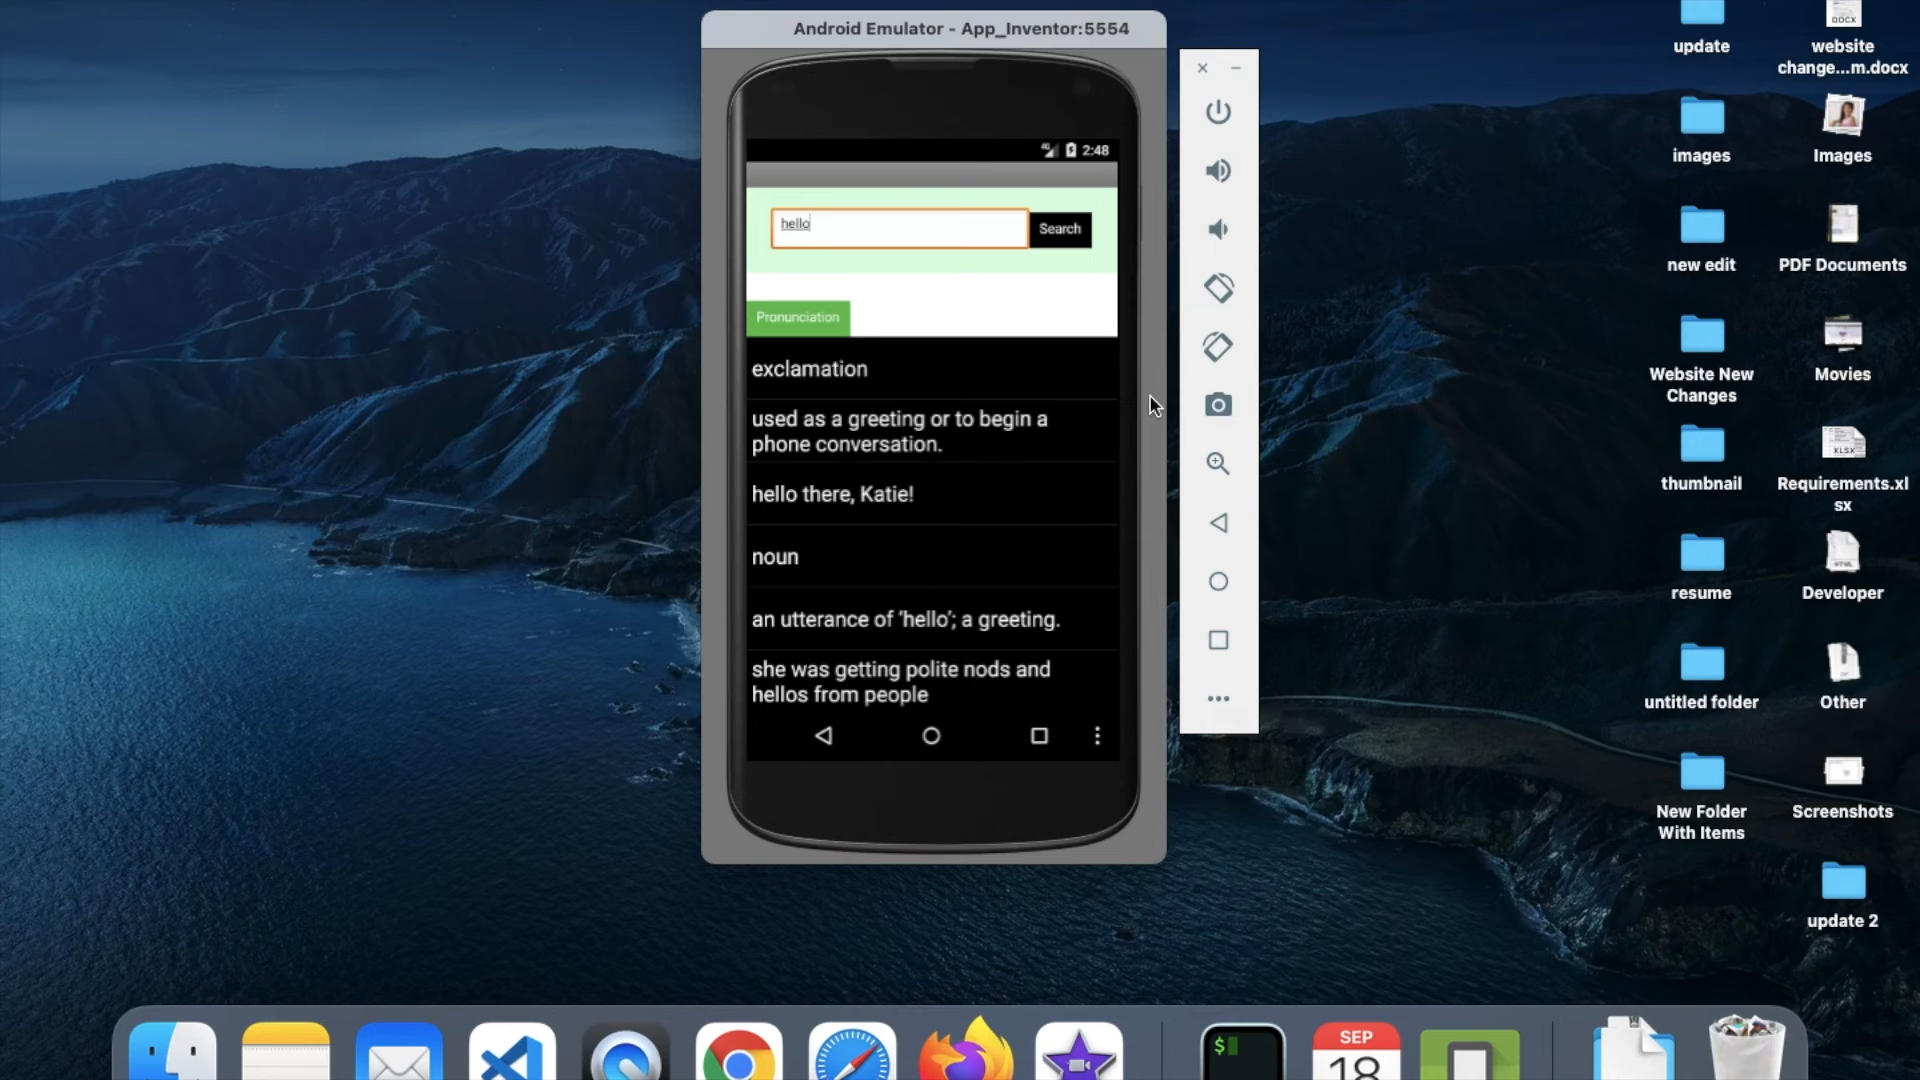 Android Emulator - App_Inventor:5554
2:48
hello
Search
Pronunciation
exclamation
used as a greeting or to begin a
phone conversation.
hello there, Katie!
noun
an utterance of ‘hello’; a greeting.
she was getting polite nods and
hellos from people
update
DOCX
website
change...m.docx
images
Images
new edit
PDF Documents
Website New
Changes
Movies
thumbnail
XLSX
Requirements.xl
sx
resume
HTML
Developer
untitled folder
Other
New Folder
With Items
Screenshots
update 2
$
SEP
18